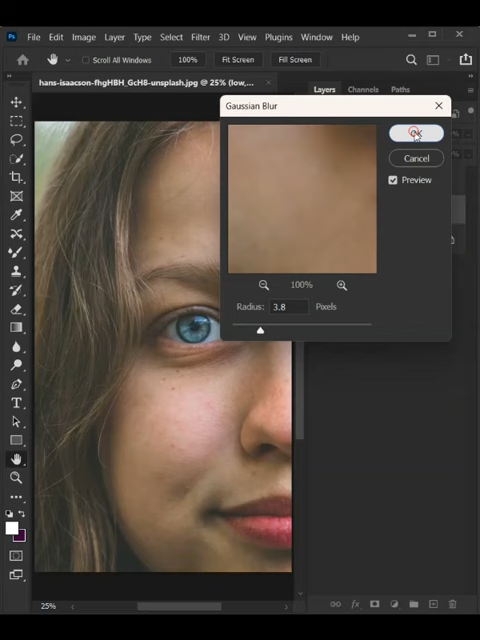 Ps File Edit Image Layer Type Select Filter 3D View Plugins Window Help
Scroll All Windows 100% Fit Screen Fill Screen
hans-isaacson-fhgHBH_GcH8-unsplash.jpg @ 25% (low,...
Layers Channels Paths
Gaussian Blur
OK
Cancel
Preview
100%
Radius: 3.8 Pixels
25%
fx